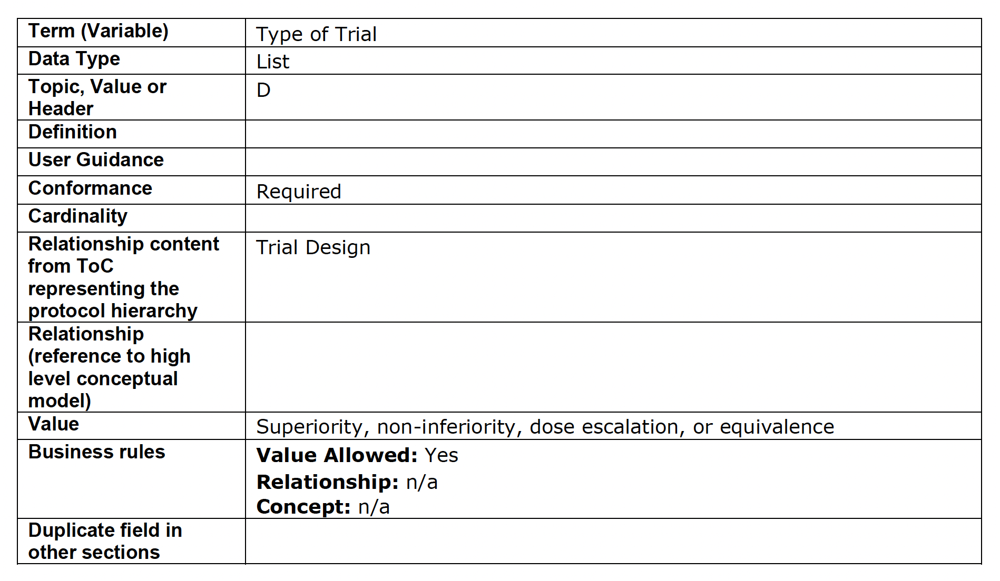 Term (Variable)
Type of Trial
Data Type
List
Topic, Value or
Header
D
Definition
User Guidance
Conformance
Required
Cardinality
Relationship content
from ToC
representing the
protocol hierarchy
Trial Design
Relationship
(reference to high
level conceptual
model)
Value
Superiority, non-inferiority, dose escalation, or equivalence
Business rules
Value Allowed: Yes
Relationship: n/a
Concept: n/a
Duplicate field in
other sections